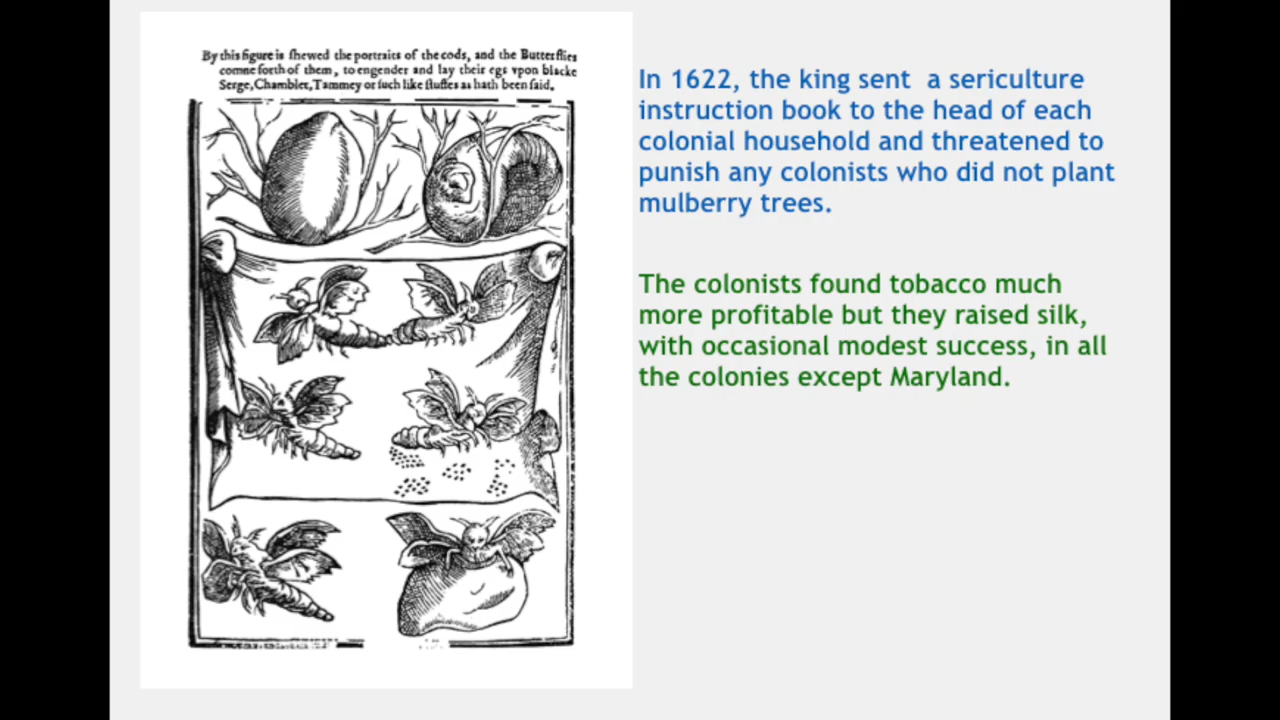 By this figure is ſhewed the portraits of the cods, and the Butterflies
comne forth of them, to engender and lay their egs vpon blacke
Serge, Chamblet, Tammey or ſuch like ſtuffes as hath been ſaid.
In 1622, the king sent a sericulture
instruction book to the head of each
colonial household and threatened to
punish any colonists who did not plant
mulberry trees.
The colonists found tobacco much
more profitable but they raised silk,
with occasional modest success, in all
the colonies except Maryland.